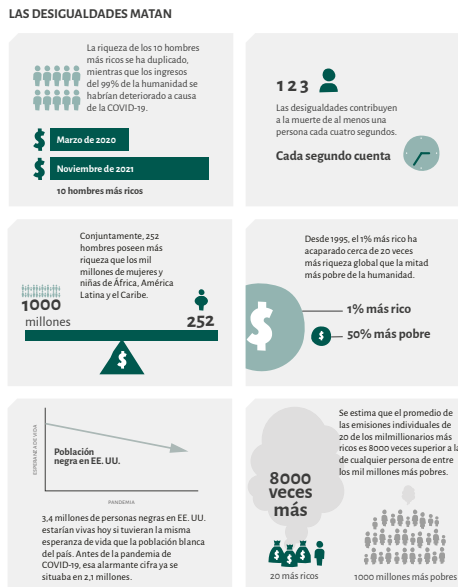 LAS DESIGUALDADES MATAN
La riqueza de los 10 hombres
más ricos se ha duplicado,
mientras que los ingresos
del 99% de la humanidad se
habrían deteriorado a causa
de la COVID-19.
$ Marzo de 2020
$ Noviembre de 2021
10 hombres más ricos
1 2 3
Las desigualdades contribuyen
a la muerte de al menos una
persona cada cuatro segundos.
Cada segundo cuenta
Conjuntamente, 252
hombres poseen más
riqueza que los mil
millones de mujeres y
niñas de África, América
Latina y el Caribe.
1000
millones
252
$
Desde 1995, el 1% más rico ha
acaparado cerca de 20 veces
más riqueza global que la mitad
más pobre de la humanidad.
$
1% más rico
$ 50% más pobre
ESPERANZA DE VIDA
Población
negra en EE. UU.
PANDEMIA
3,4 millones de personas negras en EE. UU.
estarían vivas hoy si tuvieran la misma
esperanza de vida que la población blanca
del país. Antes de la pandemia de
COVID-19, esa alarmante cifra ya se
situaba en 2,1 millones.
Se estima que el promedio de
las emisiones individuales de
20 de los milmillonarios más
ricos es 8000 veces superior a la
de cualquier persona de entre
los mil millones más pobres.
8000
veces
más
$ $ $
20 más ricos
1000 millones más pobres